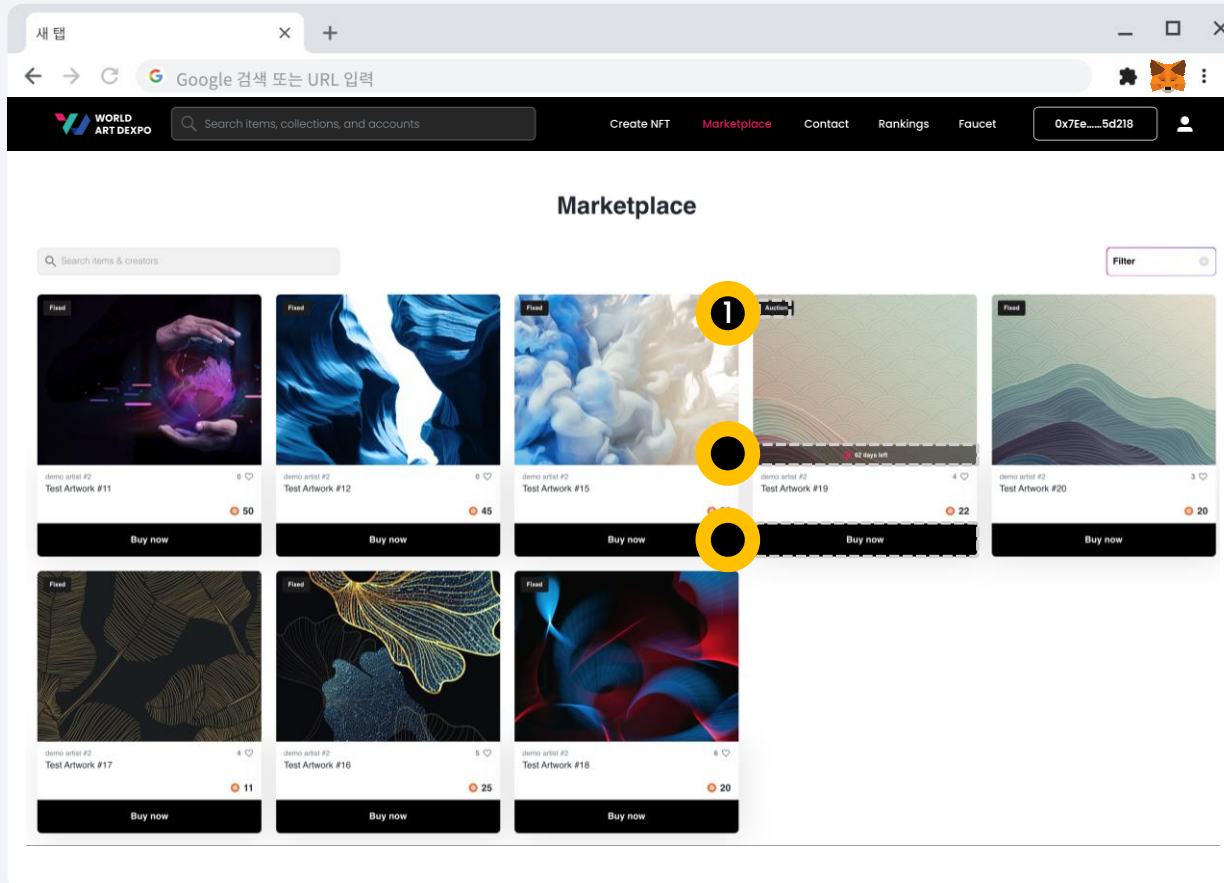 새 탭
Google 검색 또는 URL 입력
WORLD
ART DEXPO
Search items, collections, and accounts
Create NFT
Marketplace
Contact
Rankings
Faucet
0x7Ee......5d218
Marketplace
Search items & creators
Filter
Fixed
Fixed
Fixed
1
Auction
Fixed
62 days left
demo artist #2
0
Test Artwork #11
50
Buy now
demo artist #2
0
Test Artwork #12
45
Buy now
demo artist #2
Test Artwork #15
Buy now
demo artist #2
4
Test Artwork #19
22
Buy now
demo artist #2
3
Test Artwork #20
20
Buy now
Fixed
Fixed
Fixed
demo artist #2
4
Test Artwork #17
11
Buy now
demo artist #2
5
Test Artwork #16
25
Buy now
demo artist #2
6
Test Artwork #18
20
Buy now